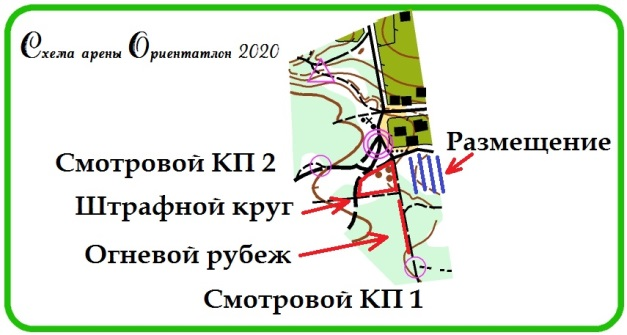 Схема арены Ориентатлон 2020
Размещение
Смотровой КП 2
Штрафной круг
Огневой рубеж
Смотровой КП 1